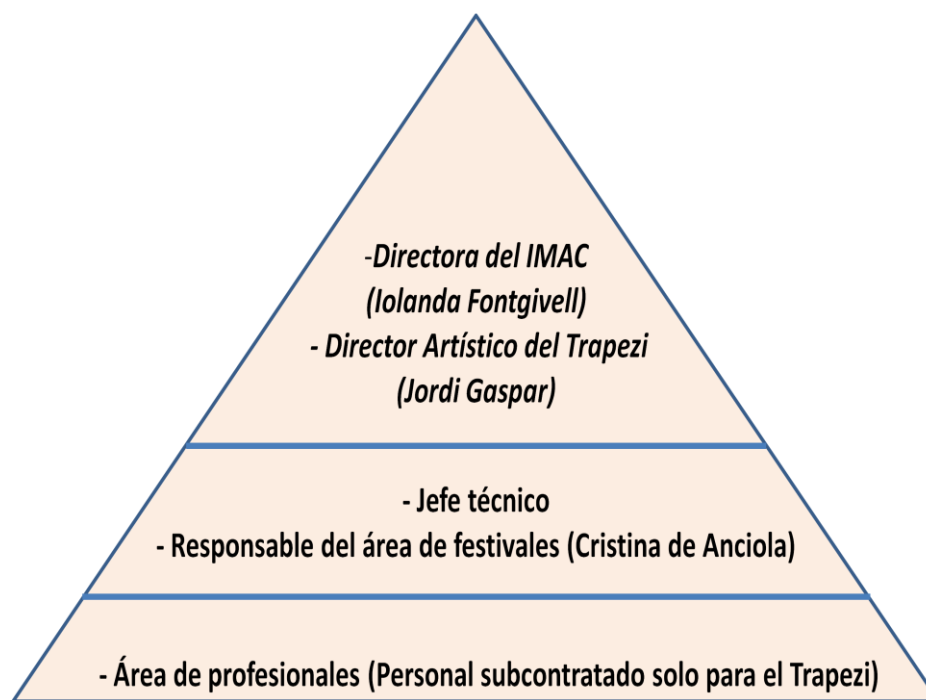 -Directora del IMAC
(Iolanda Fontgivell)
- Director Artístico del Trapezi
(Jordi Gaspar)
- Jefe técnico
- Responsable del área de festivales (Cristina de Anciola)
- Área de profesionales (Personal subcontratado solo para el Trapezi)